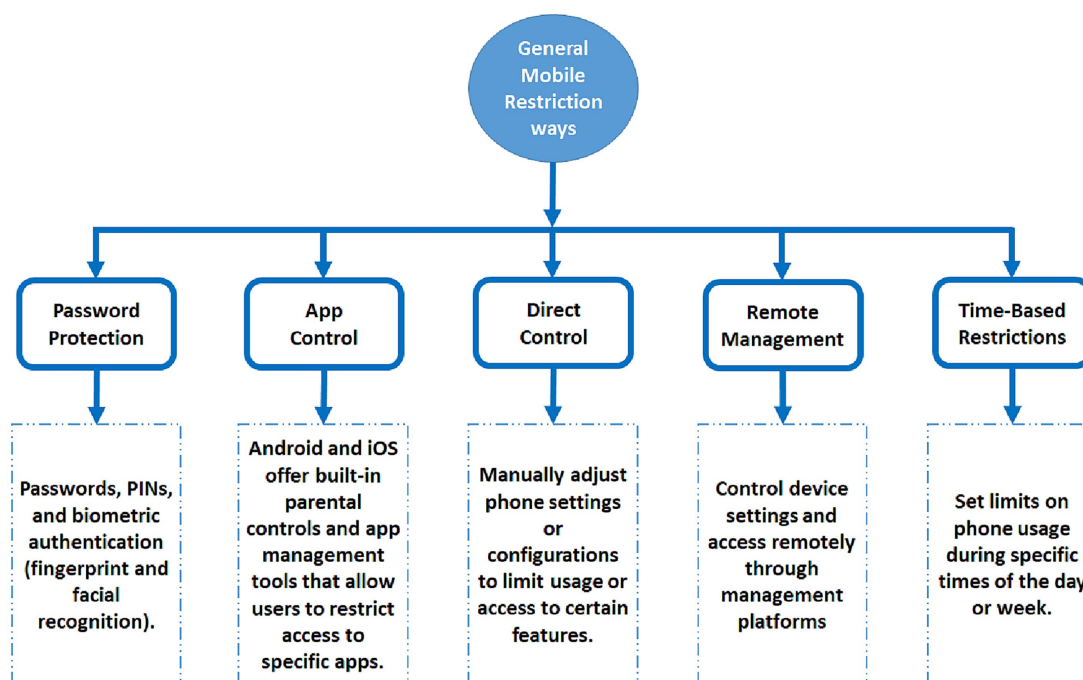 General
Mobile
Restriction
ways
Password
Protection
App
Control
Direct
Control
Remote
Management
Time-Based
Restrictions
Passwords, PINs,
and biometric
authentication
(fingerprint and
facial
recognition).
Android and iOS
offer built-in
parental
controls and app
management
tools that allow
users to restrict
access to
specific apps.
Manually adjust
phone settings
or
configurations
to limit usage or
access to certain
features.
Control device
settings and
access remotely
through
management
platforms
Set limits on
phone usage
during specific
times of the day
or week.